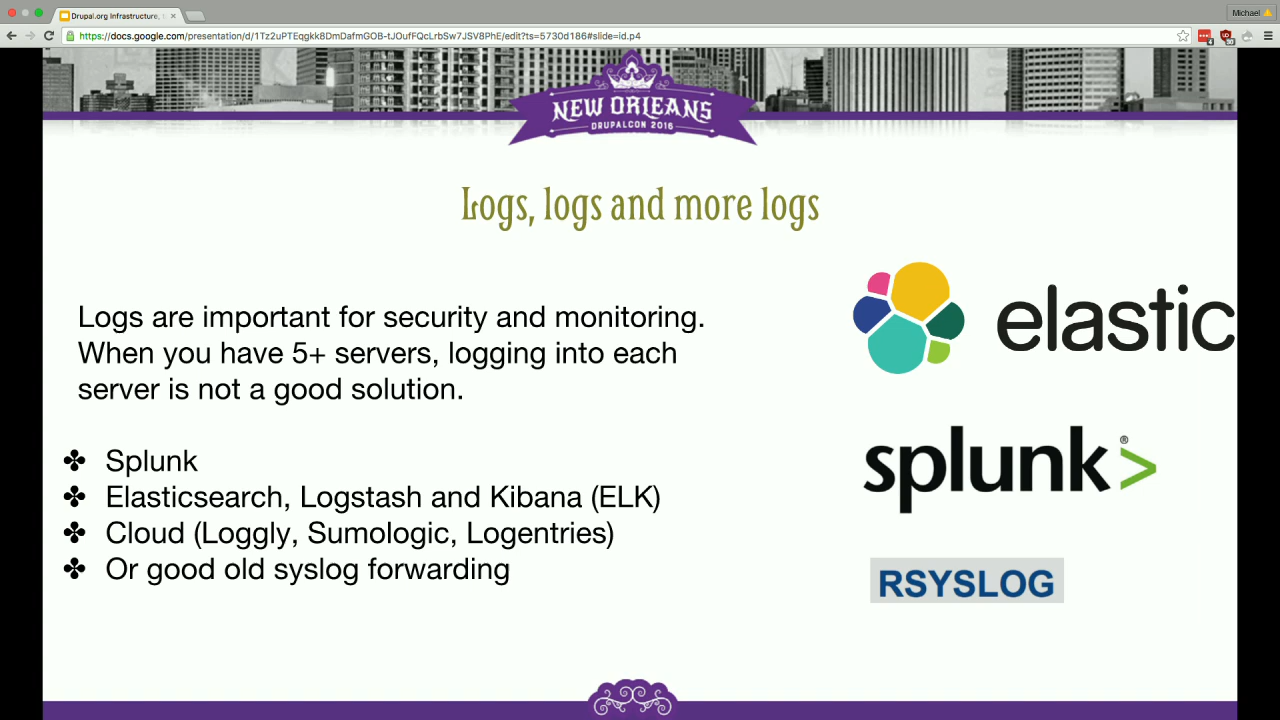 Drupal.org Infrastructure,
Michael
https://docs.google.com/presentation/d/1Tz2uPTEqgkk8DmDafmGOB-tJOufFQcLrbSw7JSV8PhE/edit?ts=5730d186#slide=id.p4
NEW ORLEANS
DRUPALCON 2016
Logs, logs and more logs
Logs are important for security and monitoring.
When you have 5+ servers, logging into each
server is not a good solution.
✤ Splunk
✤ Elasticsearch, Logstash and Kibana (ELK)
✤ Cloud (Loggly, Sumologic, Logentries)
✤ Or good old syslog forwarding
elastic
splunk>®
RSYSLOG